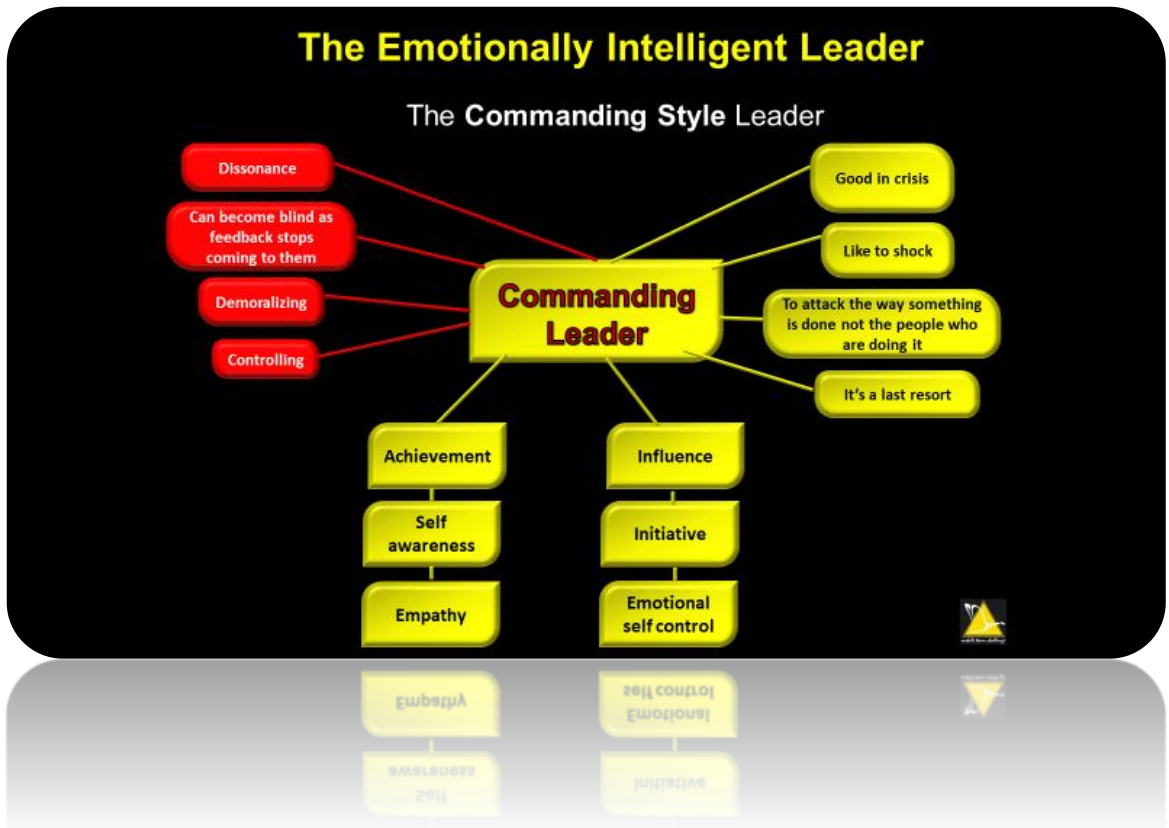 The Emotionally Intelligent Leader
The Commanding Style Leader
Dissonance
Can become blind as
feedback stops
coming to them
Demoralizing
Controlling
Commanding
Leader
Good in crisis
Like to shock
To attack the way something
is done not the people who
are doing it
It's a last resort
Achievement
Self
awareness
Empathy
Influence
Initiative
Emotional
self control